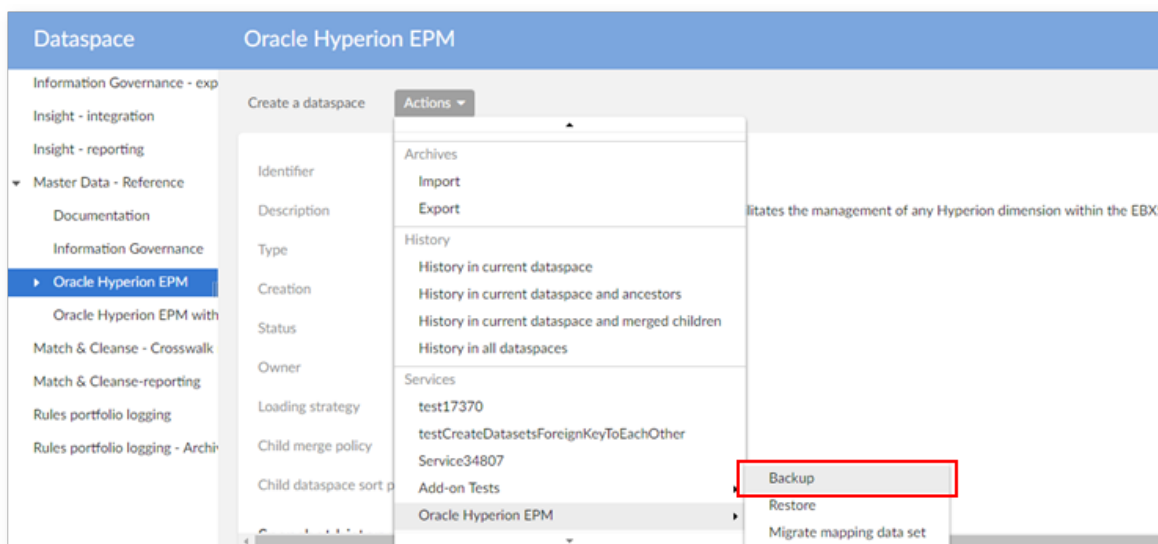 Dataspace
Oracle Hyperion EPM
Information Governance - exp
Insight - integration
Insight - reporting
Master Data - Reference
Documentation
Information Governance
Oracle Hyperion EPM
Oracle Hyperion EPM with
Match & Cleanse - Crosswalk
Match & Cleanse-reporting
Rules portfolio logging
Rules portfolio logging - Archi
Create a dataspace
Actions
Identifier
Description
litates the management of any Hyperion dimension within the EBX
Type
Creation
Status
Owner
Loading strategy
Child merge policy
Child dataspace sort p
Archives
Import
Export
History
History in current dataspace
History in current dataspace and ancestors
History in current dataspace and merged children
History in all dataspaces
Services
test17370
testCreateDatasetsForeignKeyToEachOther
Service34807
Add-on Tests
Oracle Hyperion EPM
Backup
Restore
Migrate mapping data set